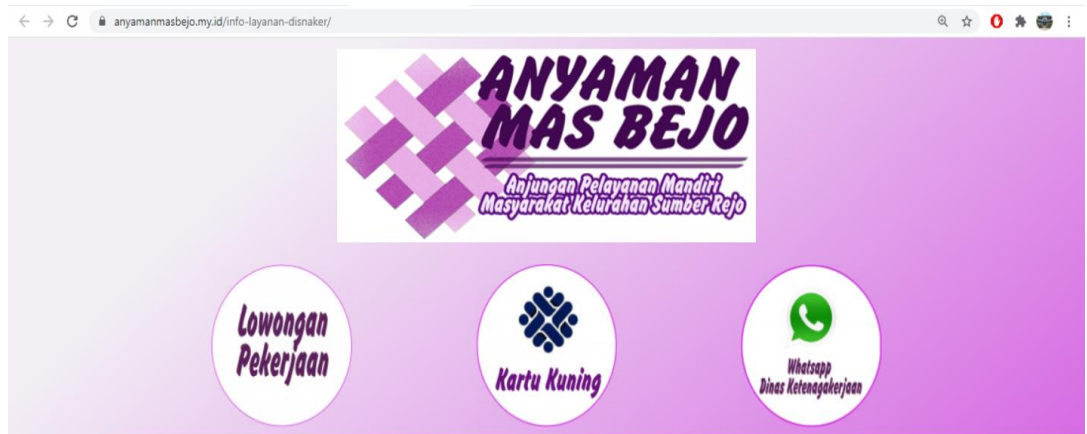 anyamanmasbejo.my.id/info-layanan-disnaker/
ANYAMAN
MAS BEJO
Anjungan Pelayanan Mandiri
Masyarakat Kelurahan Sumber Rejo
Lowongan
Pekerjaan
Kartu Kuning
Whatsapp
Dinas Ketenagakerjaan